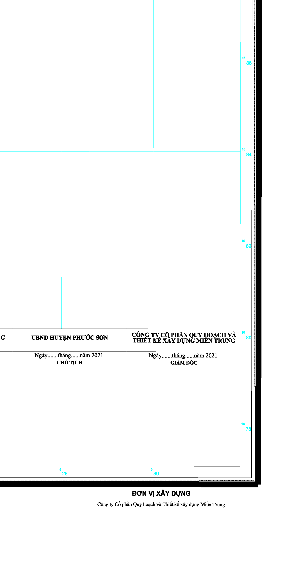 C
UBND HUYỆN PHƯỚC SƠN
CÔNG TY CỔ PHẦN QUY HOẠCH VÀ
THIẾT KẾ XÂY DỰNG MIỀN TRUNG
Ngày...... tháng..... năm 2021
Ngày......tháng.....năm 2021
CHỦ TỊCH
GIÁM ĐỐC
ĐƠN VỊ XÂY DỰNG
Công ty Cổ phần Quy hoạch và Thiết kế xây dựng Miền Trung